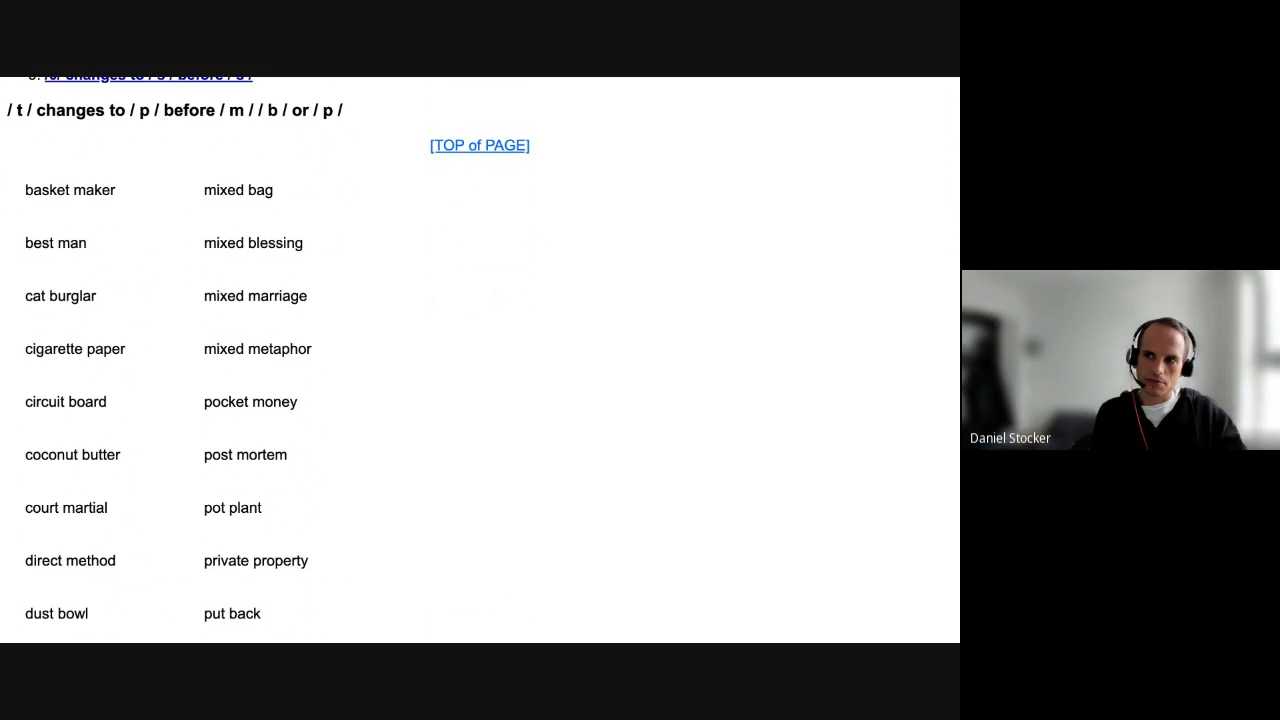 / t / changes to / p / before / m / / b / or / p /
[TOP of PAGE]
basket maker mixed bag
best man mixed blessing
cat burglar mixed marriage
cigarette paper mixed metaphor
circuit board pocket money
coconut butter post mortem
court martial pot plant
direct method private property
dust bowl put back
Daniel Stocker